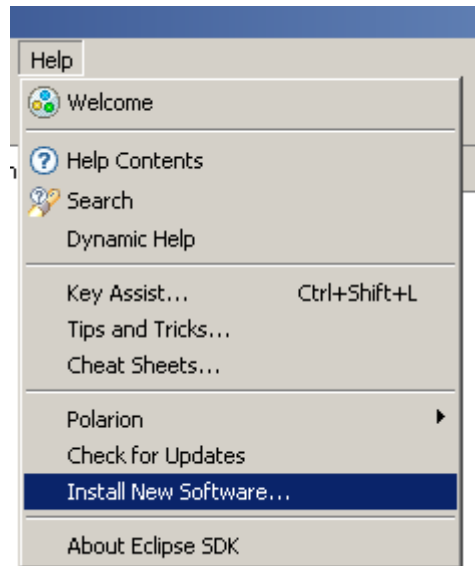 Help
Welcome
Help Contents
Search
Dynamic Help
Key Assist... Ctrl+Shift+L
Tips and Tricks...
Cheat Sheets...
Polarion
Check for Updates
Install New Software...
About Eclipse SDK